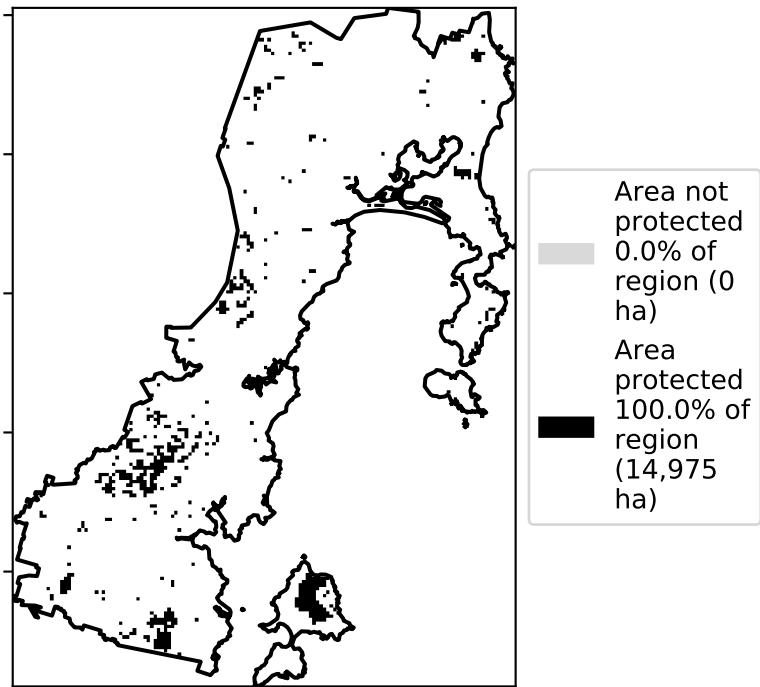 Area not
protected
0.0% of
region (0
ha)
Area
protected
100.0% of
region
(14,975
ha)